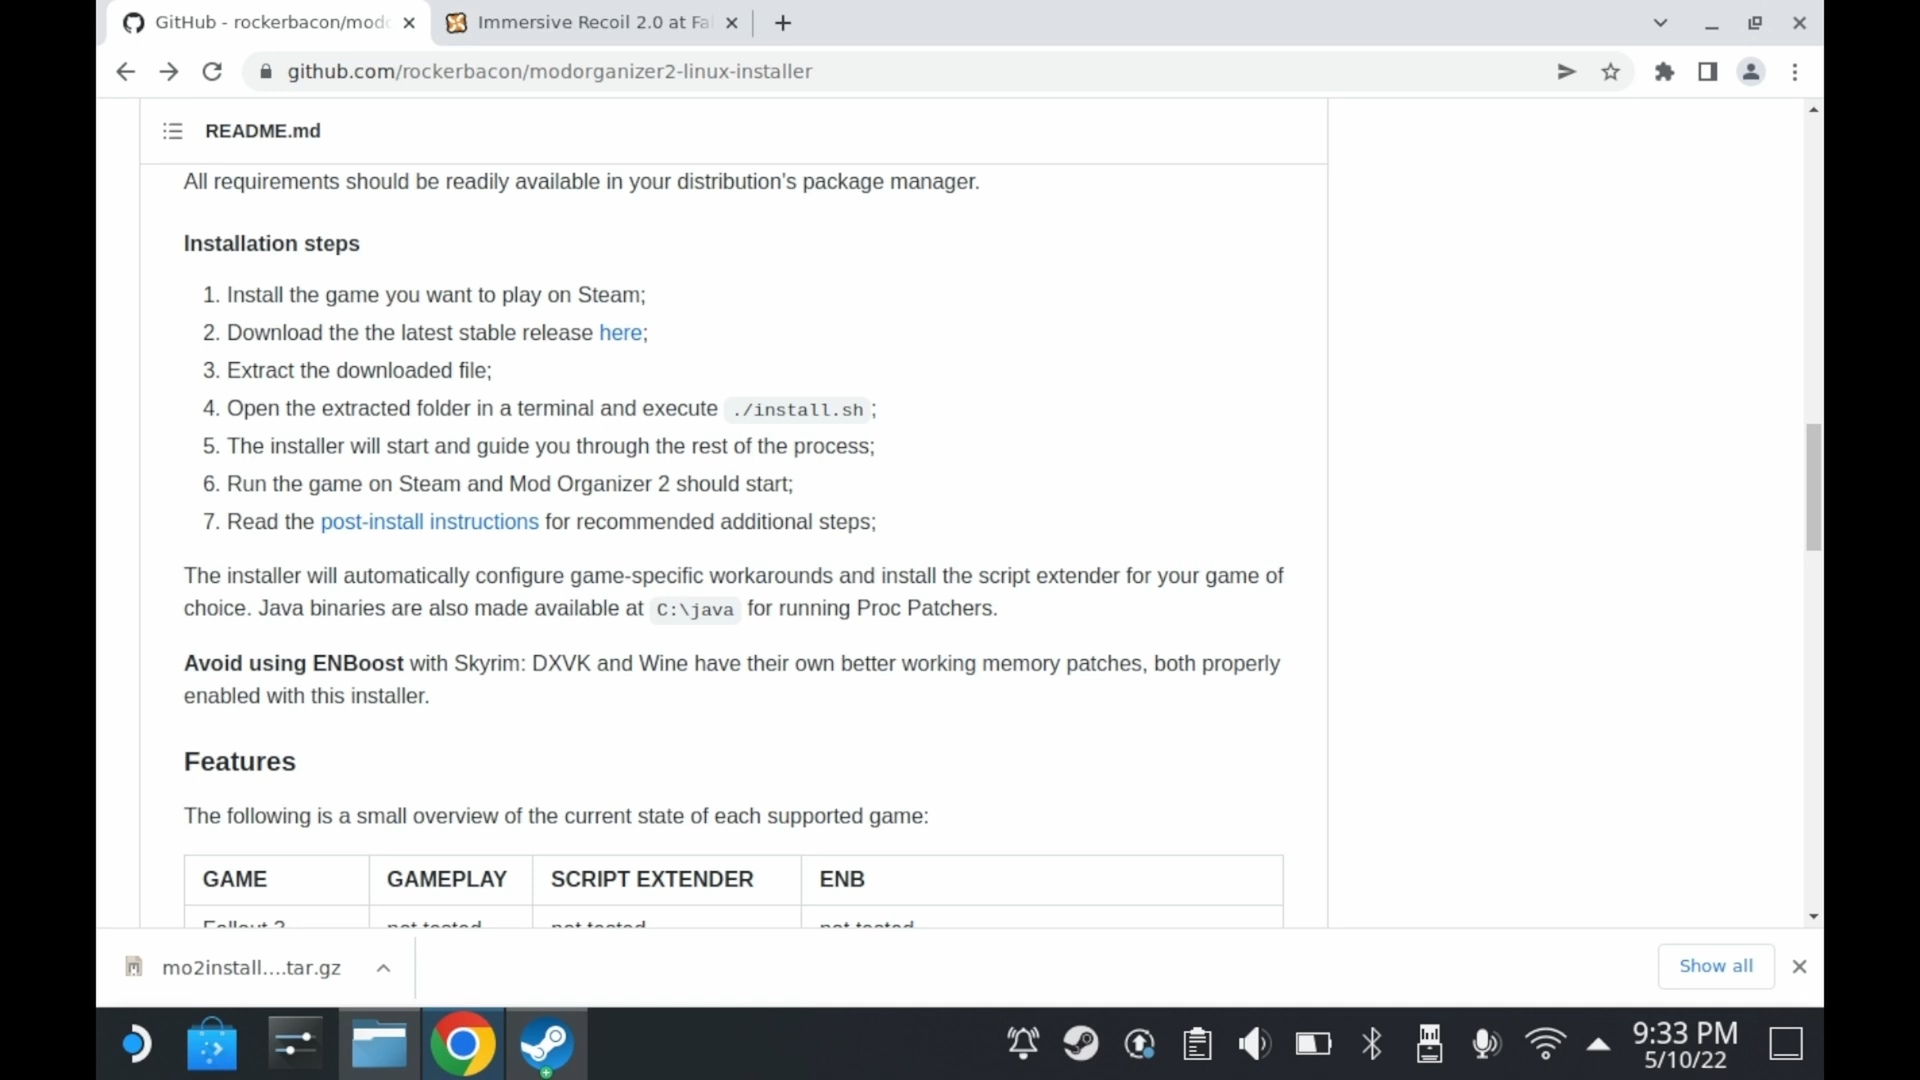 GitHub - rockerbacon/mod
Immersive Recoil 2.0 at Fa
github.com/rockerbacon/modorganizer2-linux-installer
README.md
All requirements should be readily available in your distribution's package manager.
Installation steps
1. Install the game you want to play on Steam;
2. Download the the latest stable release here;
3. Extract the downloaded file;
4. Open the extracted folder in a terminal and execute ./install.sh;
5. The installer will start and guide you through the rest of the process;
6. Run the game on Steam and Mod Organizer 2 should start;
7. Read the post-install instructions for recommended additional steps;
The installer will automatically configure game-specific workarounds and install the script extender for your game of
choice. Java binaries are also made available at C:\java for running Proc Patchers.
Avoid using ENBoost with Skyrim: DXVK and Wine have their own better working memory patches, both properly
enabled with this installer.
Features
The following is a small overview of the current state of each supported game:
GAME GAMEPLAY SCRIPT EXTENDER ENB
not tested not tested not tested
mo2install....tar.gz
Show all
9:33 PM
5/10/22